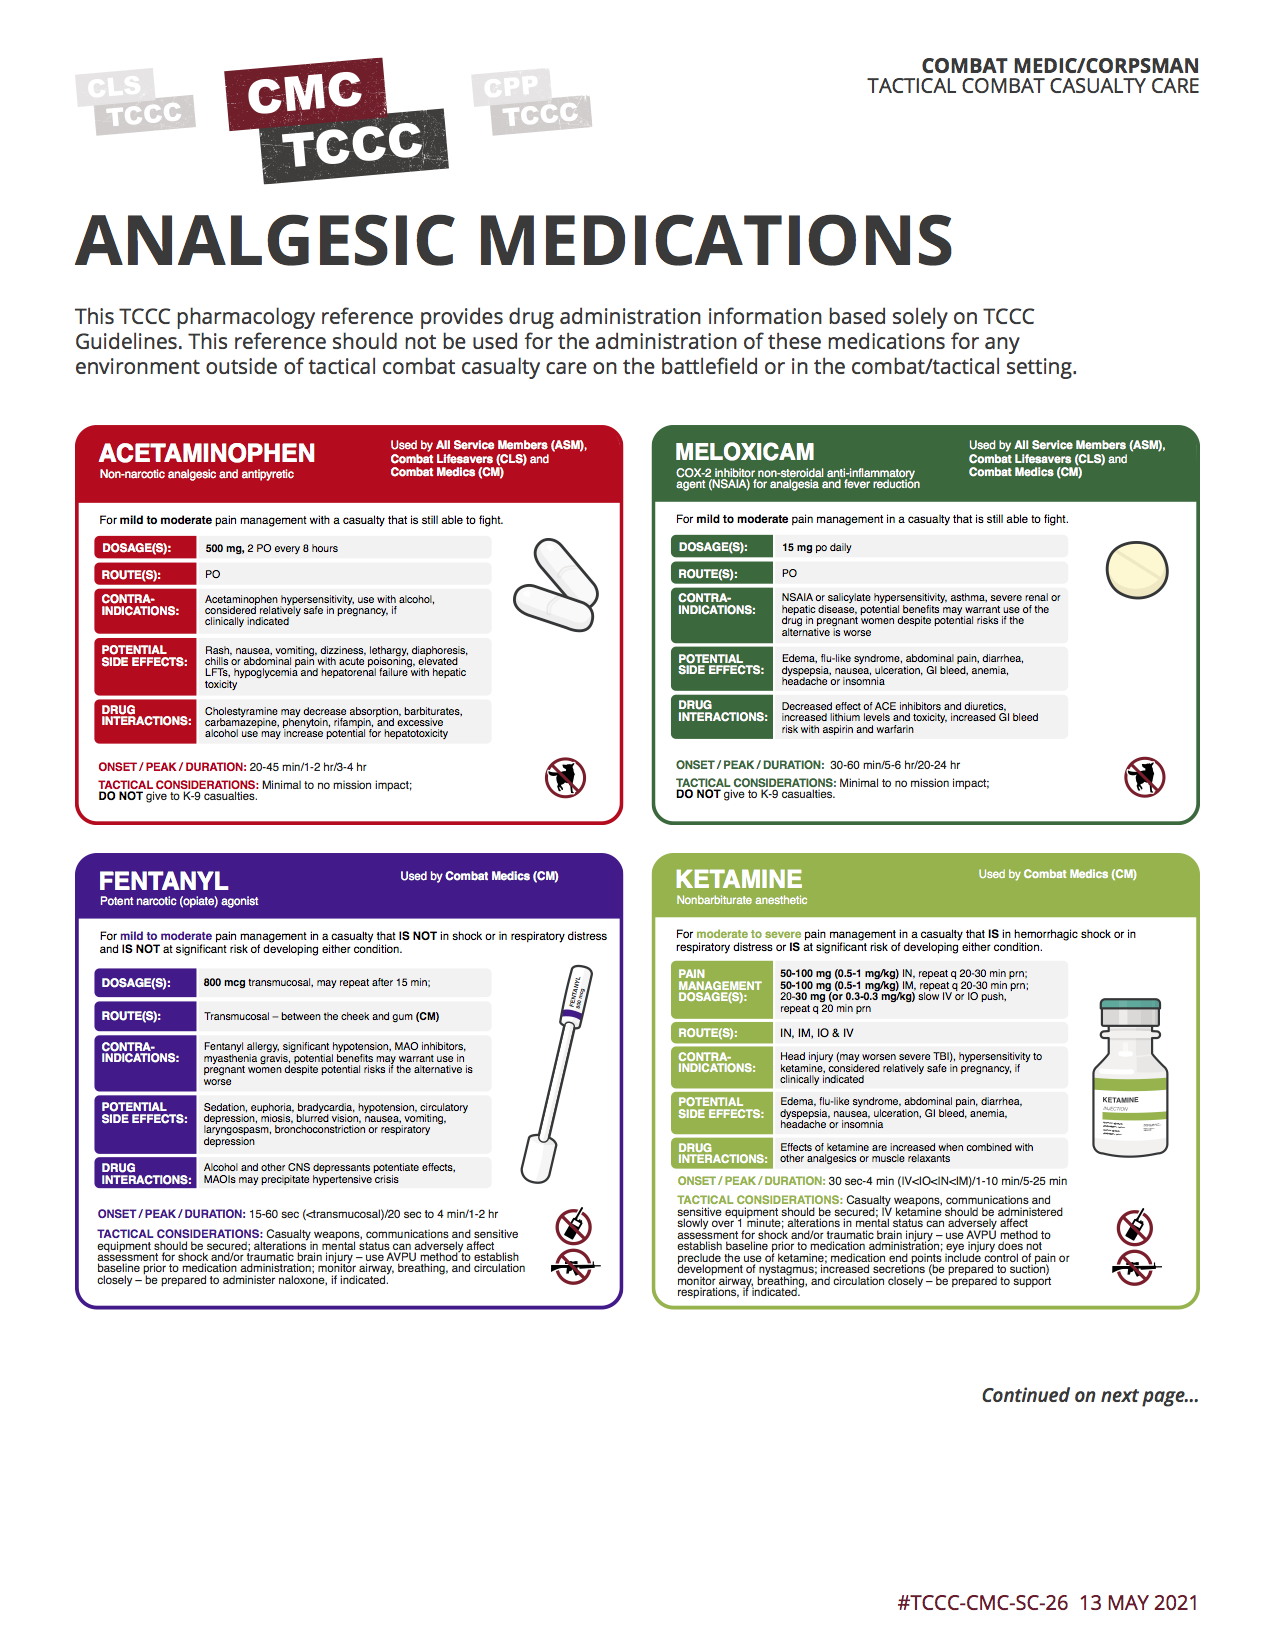 CLS
TCCC
CMC
TCCC
CPP
TCCC
COMBAT MEDIC/CORPSMAN
TACTICAL COMBAT CASUALTY CARE
ANALGESIC MEDICATIONS
This TCCC pharmacology reference provides drug administration information based solely on TCCC
Guidelines. This reference should not be used for the administration of these medications for any
environment outside of tactical combat casualty care on the battlefield or in the combat/tactical setting.
ACETAMINOPHEN
Non-narcotic analgesic and antipyretic
Used by All Service Members (ASM),
Combat Lifesavers (CLS) and
Combat Medics (CM)
For mild to moderate pain management with a casualty that is still able to fight.
DOSAGE(S):
500 mg, 2 PO every 8 hours
ROUTE(S):
PO
CONTRA-
INDICATIONS:
Acetaminophen hypersensitivity, use with alcohol,
considered relatively safe in pregnancy, if
clinically indicated
POTENTIAL
SIDE EFFECTS:
Rash, nausea, vomiting, dizziness, lethargy, diaphoresis,
chills or abdominal pain with acute poisoning, elevated
LFTs, hypoglycemia and hepatorenal failure with hepatic
toxicity
DRUG
INTERACTIONS:
Cholestyramine may decrease absorption, barbiturates,
carbamazepine, phenytoin, rifampin, and excessive
alcohol use may increase potential for hepatotoxicity
ONSET / PEAK / DURATION: 20-45 min/1-2 hr/3-4 hr
TACTICAL CONSIDERATIONS: Minimal to no mission impact;
DO NOT give to K-9 casualties.
MELOXICAM
COX-2 inhibitor non-steroidal anti-inflammatory
agent (NSAIA) for analgesia and fever reduction
Used by All Service Members (ASM),
Combat Lifesavers (CLS) and
Combat Medics (CM)
For mild to moderate pain management in a casualty that is still able to fight.
DOSAGE(S):
15 mg po daily
ROUTE(S):
PO
CONTRA-
INDICATIONS:
NSAIA or salicylate hypersensitivity, asthma, severe renal or
hepatic disease, potential benefits may warrant use of the
drug in pregnant women despite potential risks if the
alternative is worse
POTENTIAL
SIDE EFFECTS:
Edema, flu-like syndrome, abdominal pain, diarrhea,
dyspepsia, nausea, ulceration, GI bleed, anemia,
headache or insomnia
DRUG
INTERACTIONS:
Decreased effect of ACE inhibitors and diuretics,
increased lithium levels and toxicity, increased GI bleed
risk with aspirin and warfarin
ONSET / PEAK / DURATION: 30-60 min/5-6 hr/20-24 hr
TACTICAL CONSIDERATIONS: Minimal to no mission impact;
DO NOT give to K-9 casualties.
FENTANYL
Potent narcotic (opiate) agonist
Used by Combat Medics (CM)
For mild to moderate pain management in a casualty that IS NOT in shock or in respiratory distress
and IS NOT at significant risk of developing either condition.
DOSAGE(S):
800 mcg transmucosal, may repeat after 15 min;
ROUTE(S):
Transmucosal – between the cheek and gum (CM)
CONTRA-
INDICATIONS:
Fentanyl allergy, significant hypotension, MAO inhibitors,
myasthenia gravis, potential benefits may warrant use in
pregnant women despite potential risks if the alternative is
worse
POTENTIAL
SIDE EFFECTS:
Sedation, euphoria, bradycardia, hypotension, circulatory
depression, miosis, blurred vision, nausea, vomiting,
laryngospasm, bronchoconstriction or respiratory
depression
DRUG
INTERACTIONS:
Alcohol and other CNS depressants potentiate effects,
MAOIs may precipitate hypertensive crisis
FENTANYL
ONSET / PEAK / DURATION: 15-60 sec (<transmucosal)/20 sec to 4 min/1-2 hr
TACTICAL CONSIDERATIONS: Casualty weapons, communications and sensitive
equipment should be secured; alterations in mental status can adversely affect
assessment for shock and/or traumatic brain injury – use AVPU method to establish
baseline prior to medication administration; monitor airway, breathing, and circulation
closely – be prepared to administer naloxone, if indicated.
KETAMINE
Nonbarbiturate anesthetic
Used by Combat Medics (CM)
For moderate to severe pain management in a casualty that IS in hemorrhagic shock or in
respiratory distress or IS at significant risk of developing either condition.
PAIN
MANAGEMENT
DOSAGE(S):
50-100 mg (0.5-1 mg/kg) IN, repeat q 20-30 min prn;
50-100 mg (0.5-1 mg/kg) IM, repeat q 20-30 min prn;
20-30 mg (or 0.3-0.3 mg/kg) slow IV or IO push,
repeat q 20 min prn
ROUTE(S):
IN, IM, IO & IV
CONTRA-
INDICATIONS:
Head injury (may worsen severe TBI), hypersensitivity to
ketamine, considered relatively safe in pregnancy, if
clinically indicated
POTENTIAL
SIDE EFFECTS:
Edema, flu-like syndrome, abdominal pain, diarrhea,
dyspepsia, nausea, ulceration, GI bleed, anemia,
headache or insomnia
DRUG
INTERACTIONS:
Effects of ketamine are increased when combined with
other analgesics or muscle relaxants
KETAMINE
INJECTION
ONSET / PEAK / DURATION: 30 sec-4 min (IV<IO<IN<IM)/1-10 min/5-25 min
TACTICAL CONSIDERATIONS: Casualty weapons, communications and
sensitive equipment should be secured; IV ketamine should be administered
slowly over 1 minute; alterations in mental status can adversely affect
assessment for shock and/or traumatic brain injury – use AVPU method to
establish baseline prior to medication administration; eye injury does not
preclude the use of ketamine; medication end points include control of pain or
development of nystagmus; increased secretions (be prepared to suction)
monitor airway, breathing, and circulation closely – be prepared to support
respirations, if indicated.
Continued on next page...
#TCCC-CMC-SC-26 13 MAY 2021